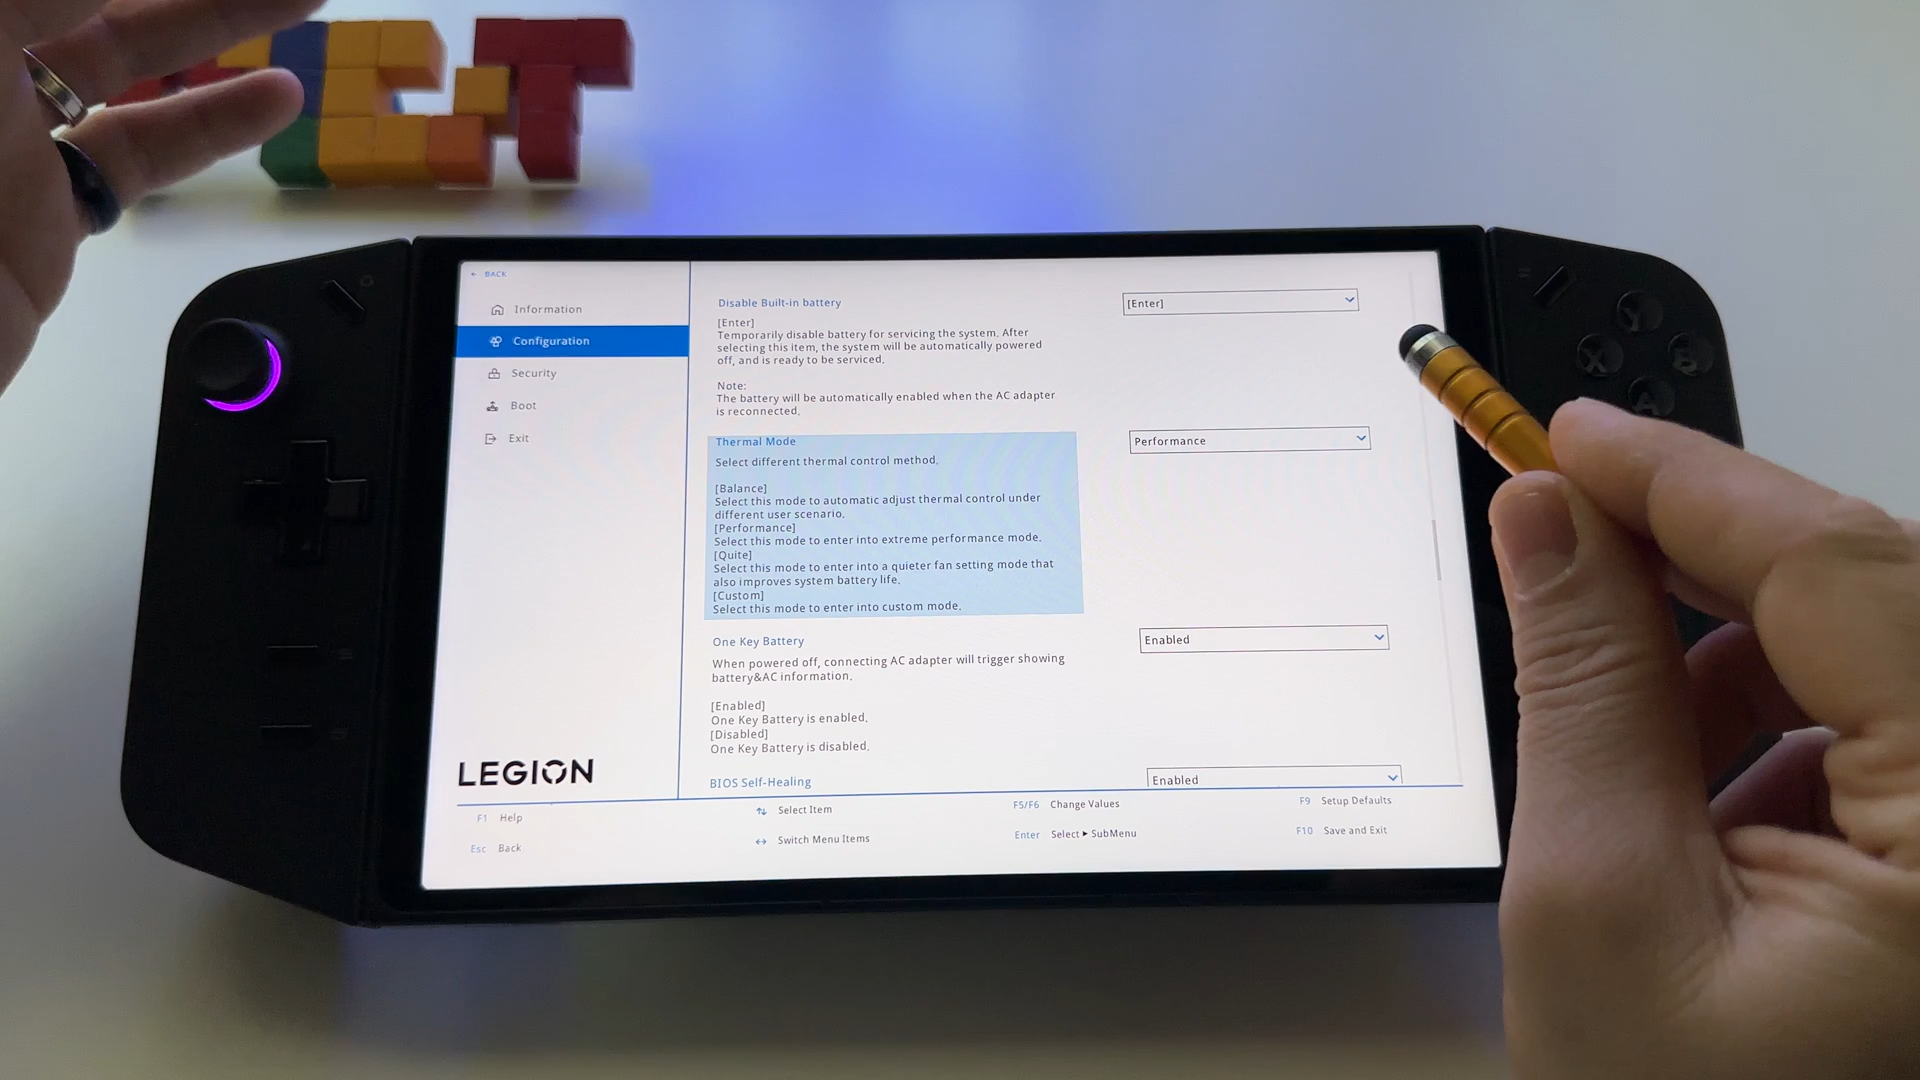 ← BACK
Information
Configuration
Security
Boot
Exit
LEGION
Disable Built-in battery
[Enter]
[Enter]
Temporarily disable battery for servicing the system. After
selecting this item, the system will be automatically powered
off, and is ready to be serviced.
Note:
The battery will be automatically enabled when the AC adapter
is reconnected.
Thermal Mode
Performance
Select different thermal control method.
[Balance]
Select this mode to automatic adjust thermal control under
different user scenario.
[Performance]
Select this mode to enter into extreme performance mode.
[Quite]
Select this mode to enter into a quieter fan setting mode that
also improves system battery life.
[Custom]
Select this mode to enter into custom mode.
One Key Battery
Enabled
When powered off, connecting AC adapter will trigger showing
battery&AC information.
[Enabled]
One Key Battery is enabled.
[Disabled]
One Key Battery is disabled.
BIOS Self-Healing
Enabled
F1 Help
↑↓ Select Item
F5/F6 Change Values
F9 Setup Defaults
Esc Back
↔ Switch Menu Items
Enter Select ▸ SubMenu
F10 Save and Exit
Y
X
B
A